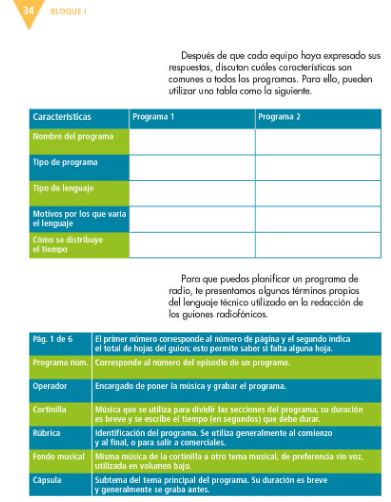 34 BLOQUE I
Después de que cada equipo haya expresado sus
respuestas, discutan cuáles características son
comunes a todos los programas. Para ello, pueden
utilizar una tabla como la siguiente.
Características Programa 1 Programa 2
Nombre del programa
Tipo de programa
Tipo de lenguaje
Motivos por los que varía
el lenguaje
Cómo se distribuye
el tiempo
Para que puedas planificar un programa de
radio, te presentamos algunos términos propios
del lenguaje técnico utilizado en la redacción de
los guiones radiofónicos.
Pág. 1 de 6 El primer número corresponde al número de página y el segundo indica
el total de hojas del guion; esto permite saber si falta alguna hoja.
Programa núm. Corresponde al número del episodio de un programa.
Operador Encargado de poner la música y grabar el programa.
Cortinilla Música que se utiliza para dividir las secciones del programa; su duración
es breve y se escribe el tiempo (en segundos) que debe durar.
Rúbrica Identificación del programa. Se utiliza generalmente al comienzo
y al final, o para salir a comerciales.
Fondo musical Misma música de la cortinilla u otro tema musical, de preferencia sin voz,
utilizada en volumen bajo.
Cápsula Subtema del tema principal del programa. Su duración es breve
y generalmente se graba antes.